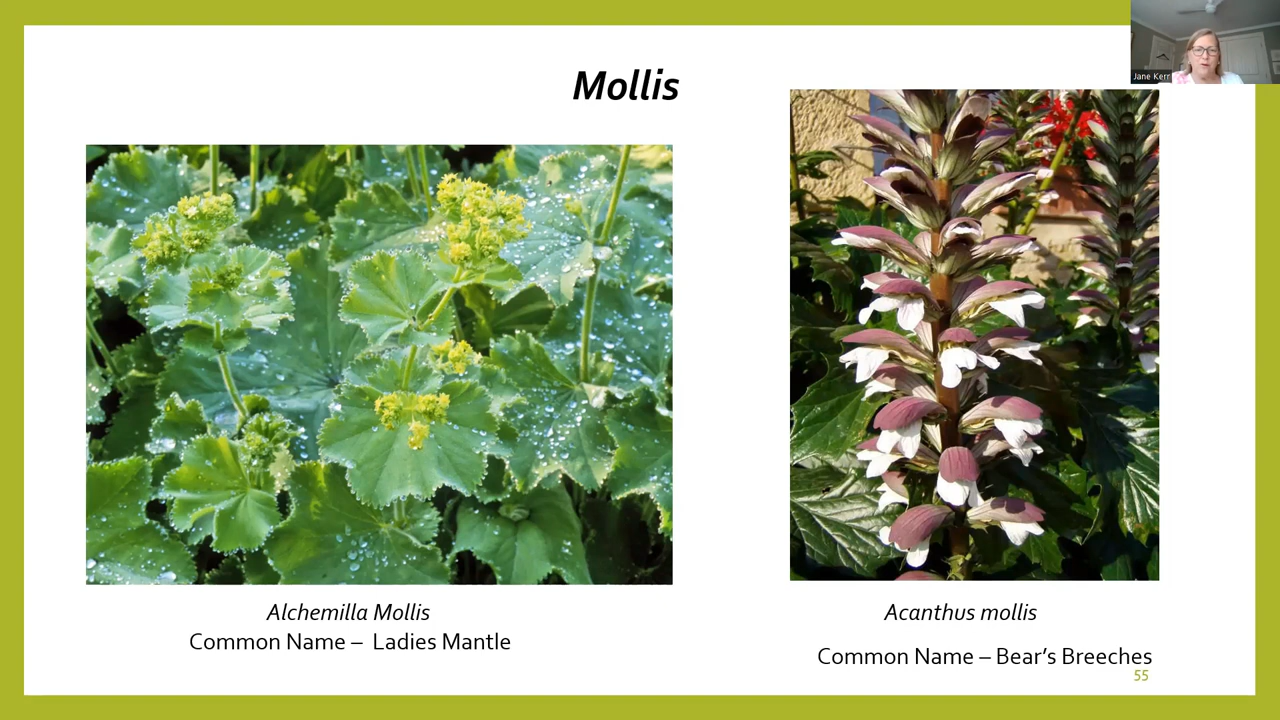 Jane Kerr
Mollis
Alchemilla Mollis
Common Name – Ladies Mantle
Acanthus mollis
Common Name – Bear’s Breeches
55